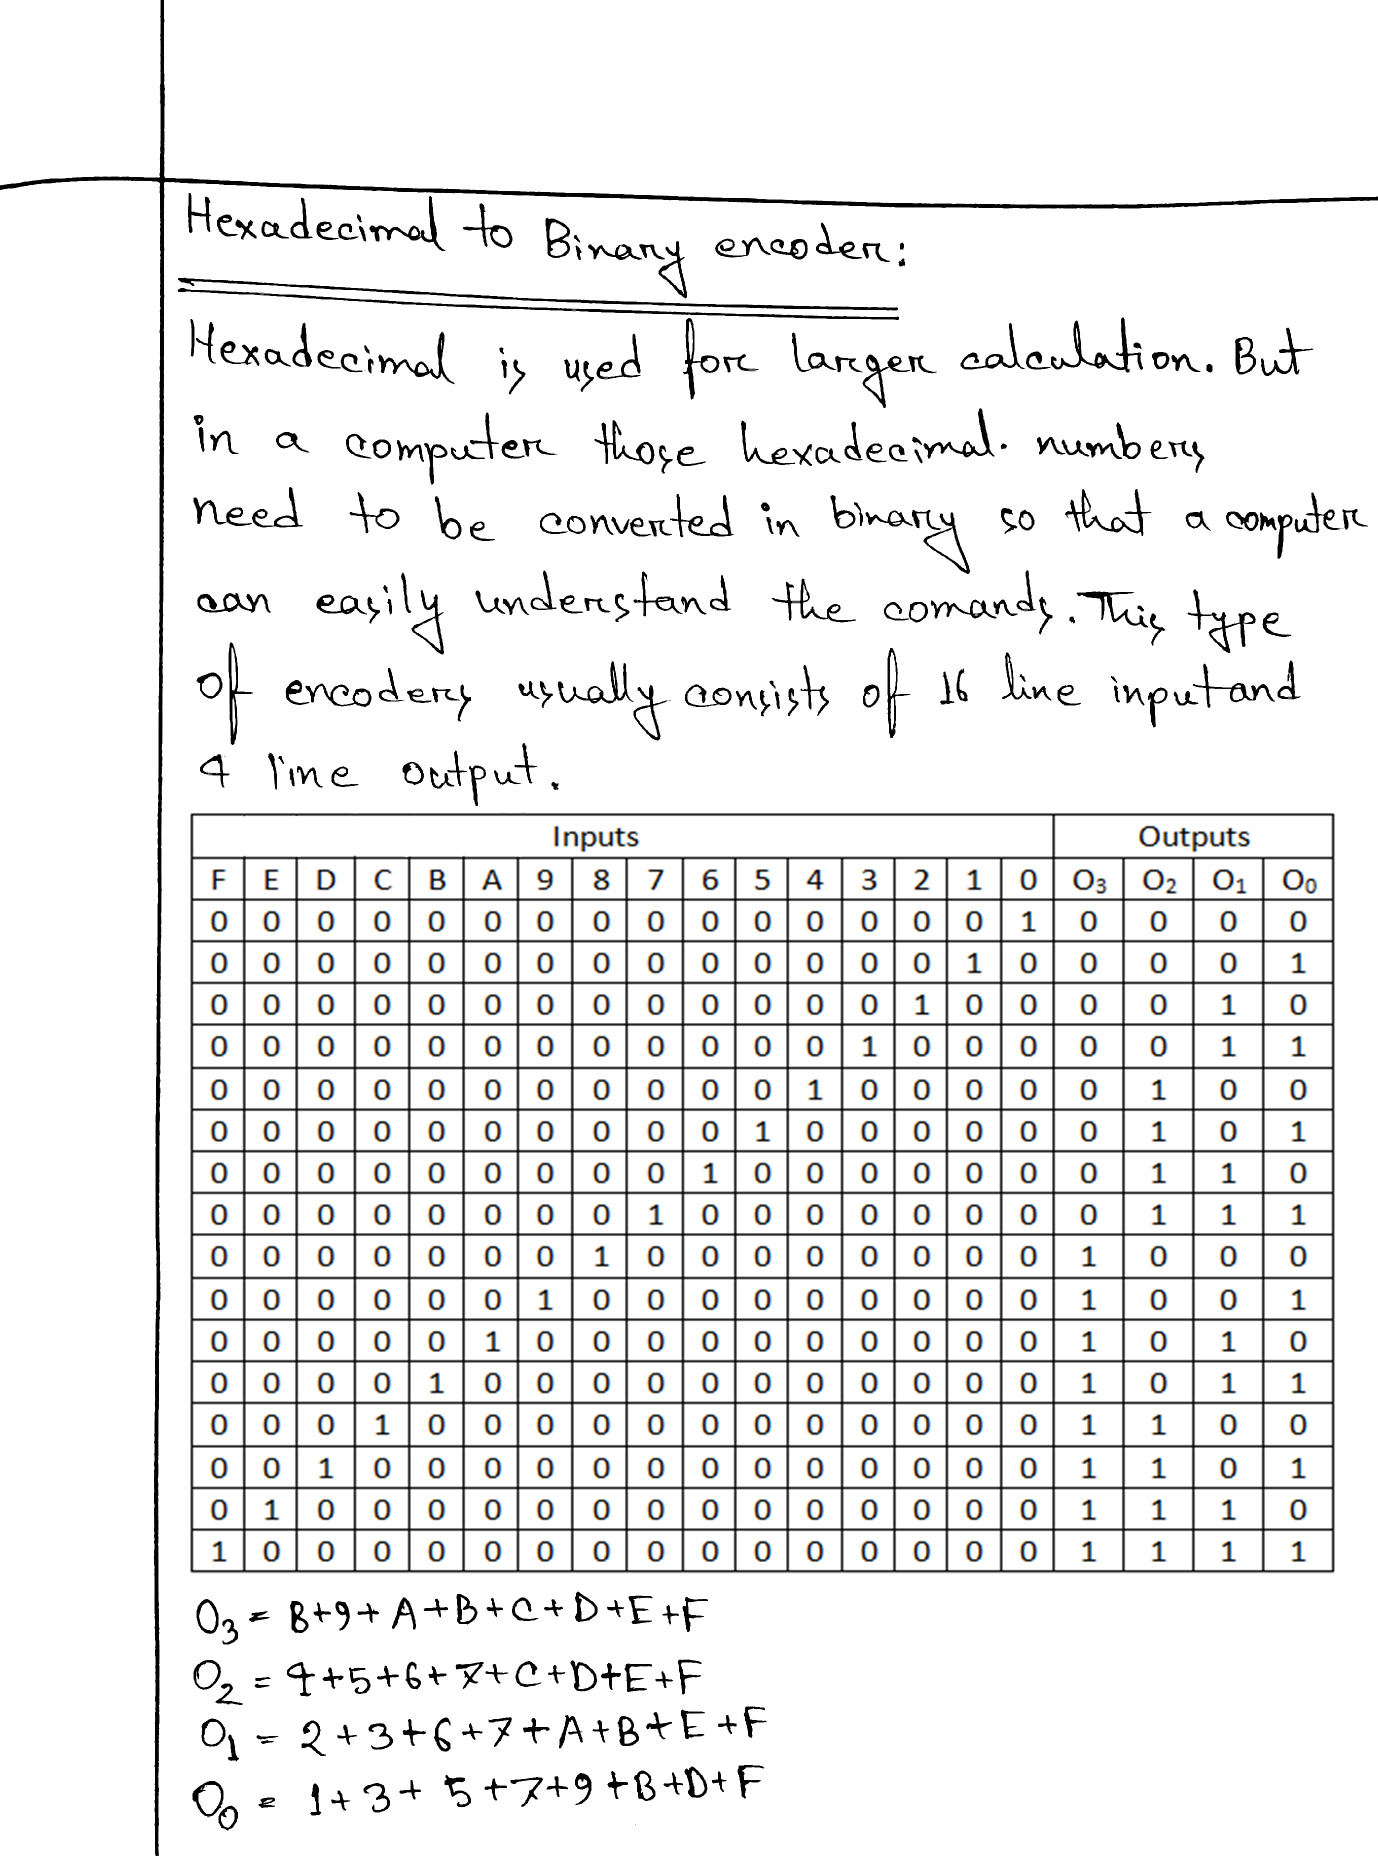 Hexadecimal to Binary encoder:
Hexadecimal is used for larger calculation. But
in a computer those hexadecimal numbers
need to be converted in binary so that a computer
can easily understand the comands. This type
of encoders usually consists of 16 line input and
4 line output.
Inputs Outputs
F E D C B A 9 8 7 6 5 4 3 2 1 0 O3 O2 O1 O0
0 0 0 0 0 0 0 0 0 0 0 0 0 0 0 1 0 0 0 0
0 0 0 0 0 0 0 0 0 0 0 0 0 0 1 0 0 0 0 1
0 0 0 0 0 0 0 0 0 0 0 0 0 1 0 0 0 0 1 0
0 0 0 0 0 0 0 0 0 0 0 0 1 0 0 0 0 0 1 1
0 0 0 0 0 0 0 0 0 0 0 1 0 0 0 0 0 1 0 0
0 0 0 0 0 0 0 0 0 0 1 0 0 0 0 0 0 1 0 1
0 0 0 0 0 0 0 0 0 1 0 0 0 0 0 0 0 1 1 0
0 0 0 0 0 0 0 0 1 0 0 0 0 0 0 0 0 1 1 1
0 0 0 0 0 0 0 1 0 0 0 0 0 0 0 0 1 0 0 0
0 0 0 0 0 0 1 0 0 0 0 0 0 0 0 0 1 0 0 1
0 0 0 0 0 1 0 0 0 0 0 0 0 0 0 0 1 0 1 0
0 0 0 0 1 0 0 0 0 0 0 0 0 0 0 0 1 0 1 1
0 0 0 1 0 0 0 0 0 0 0 0 0 0 0 0 1 1 0 0
0 0 1 0 0 0 0 0 0 0 0 0 0 0 0 0 1 1 0 1
0 1 0 0 0 0 0 0 0 0 0 0 0 0 0 0 1 1 1 0
1 0 0 0 0 0 0 0 0 0 0 0 0 0 0 0 1 1 1 1
O3 = 8+9+A+B+C+D+E+F
O2 = 4+5+6+7+C+D+E+F
O1 = 2+3+6+7+A+B+E+F
O0 = 1+3+5+7+9+B+D+F